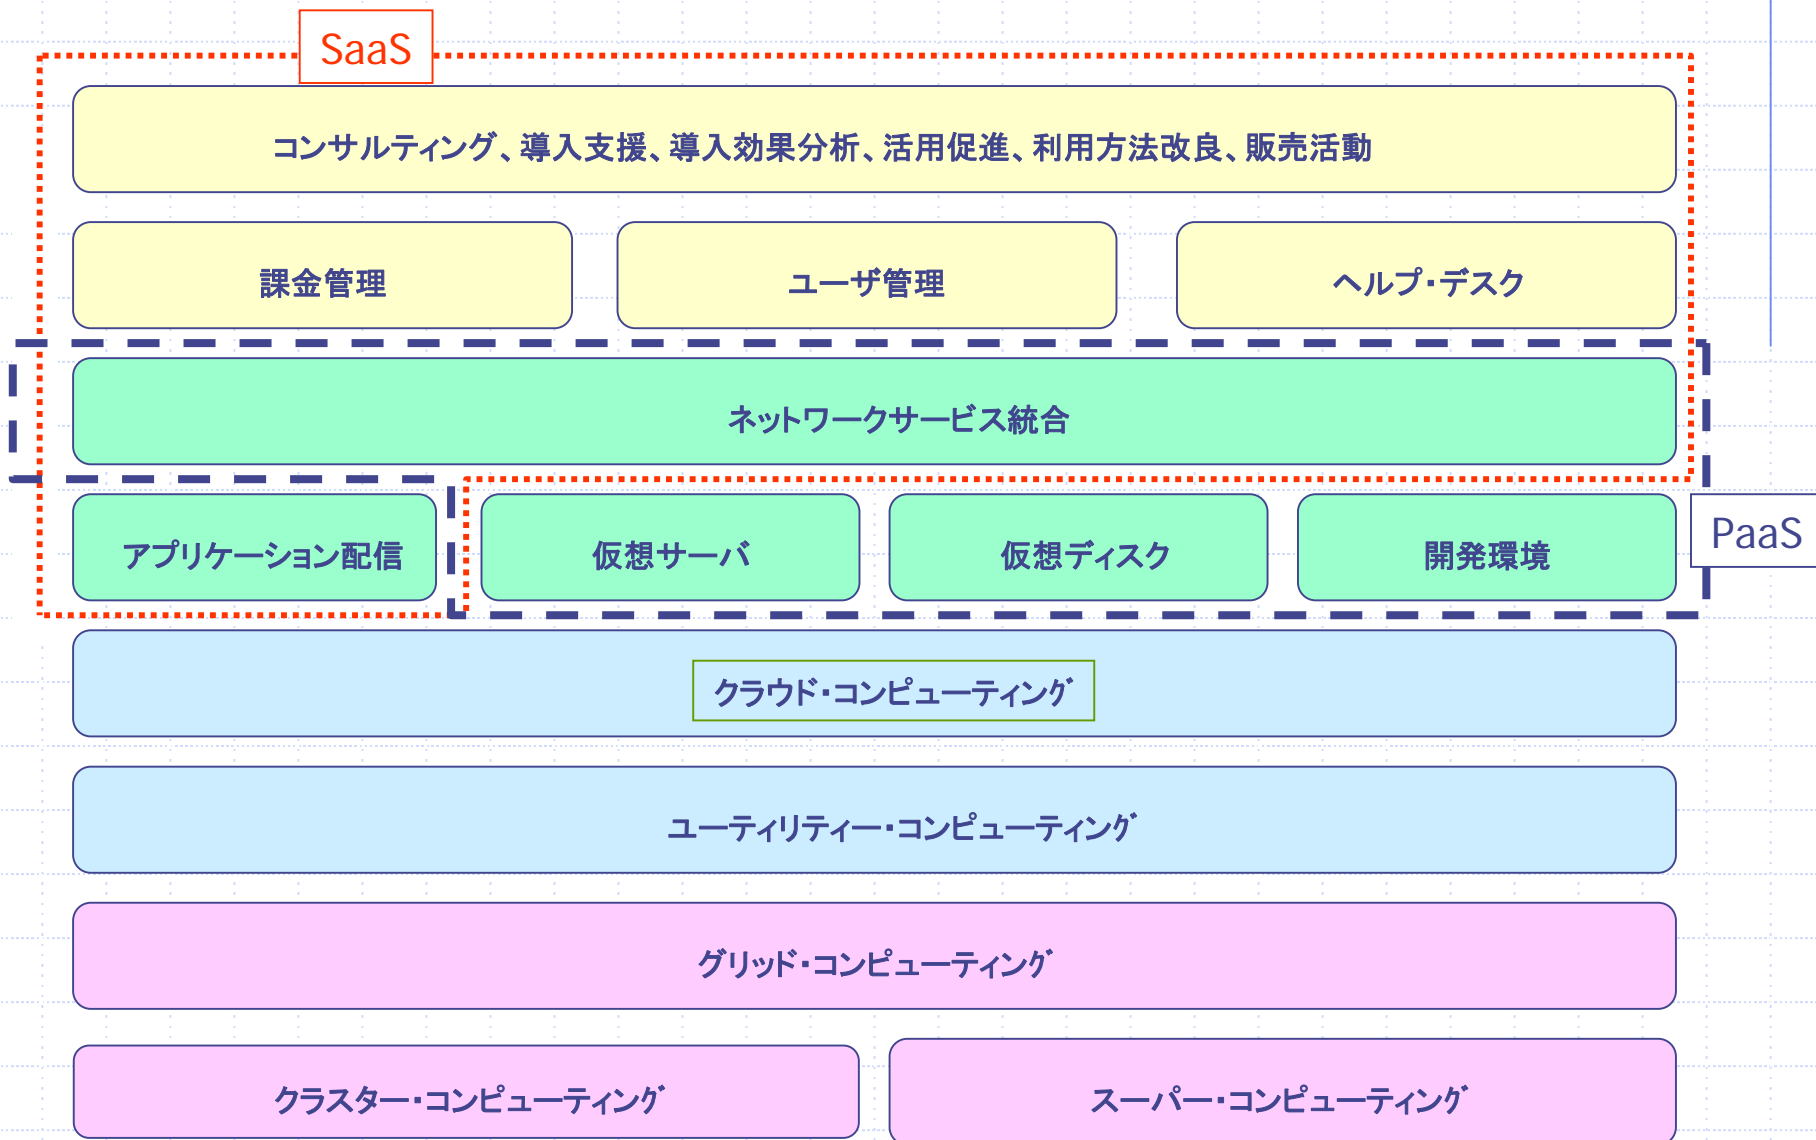 SaaS
コンサルティング、導入支援、導入効果分析、活用促進、利用方法改良、販売活動
課金管理
ユーザ管理
ヘルプ・デスク
ネットワークサービス統合
アプリケーション配信
仮想サーバ
仮想ディスク
開発環境
PaaS
クラウド・コンピューティング
ユーティリティー・コンピューティング
グリッド・コンピューティング
クラスター・コンピューティング
スーパー・コンピューティング